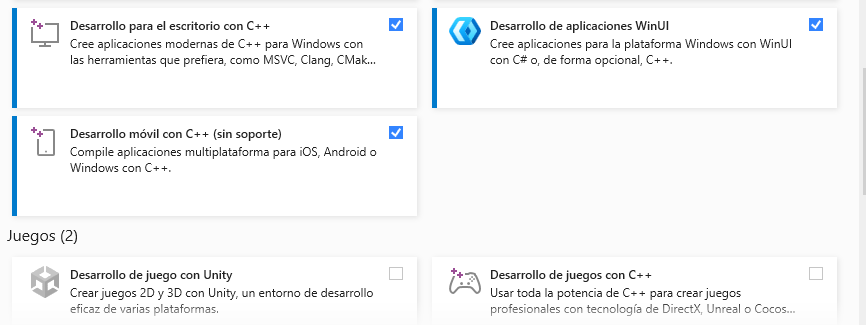 Desarrollo para el escritorio con C++
Cree aplicaciones modernas de C++ para Windows con
las herramientas que prefiera, como MSVC, Clang, CMak...
Desarrollo de aplicaciones WinUI
Cree aplicaciones para la plataforma Windows con WinUI
con C# o, de forma opcional, C++.
Desarrollo móvil con C++ (sin soporte)
Compile aplicaciones multiplataforma para iOS, Android o
Windows con C++.
Juegos (2)
Desarrollo de juego con Unity
Crear juegos 2D y 3D con Unity, un entorno de desarrollo
eficaz de varias plataformas.
Desarrollo de juegos con C++
Usar toda la potencia de C++ para crear juegos
profesionales con tecnología de DirectX, Unreal o Cocos...